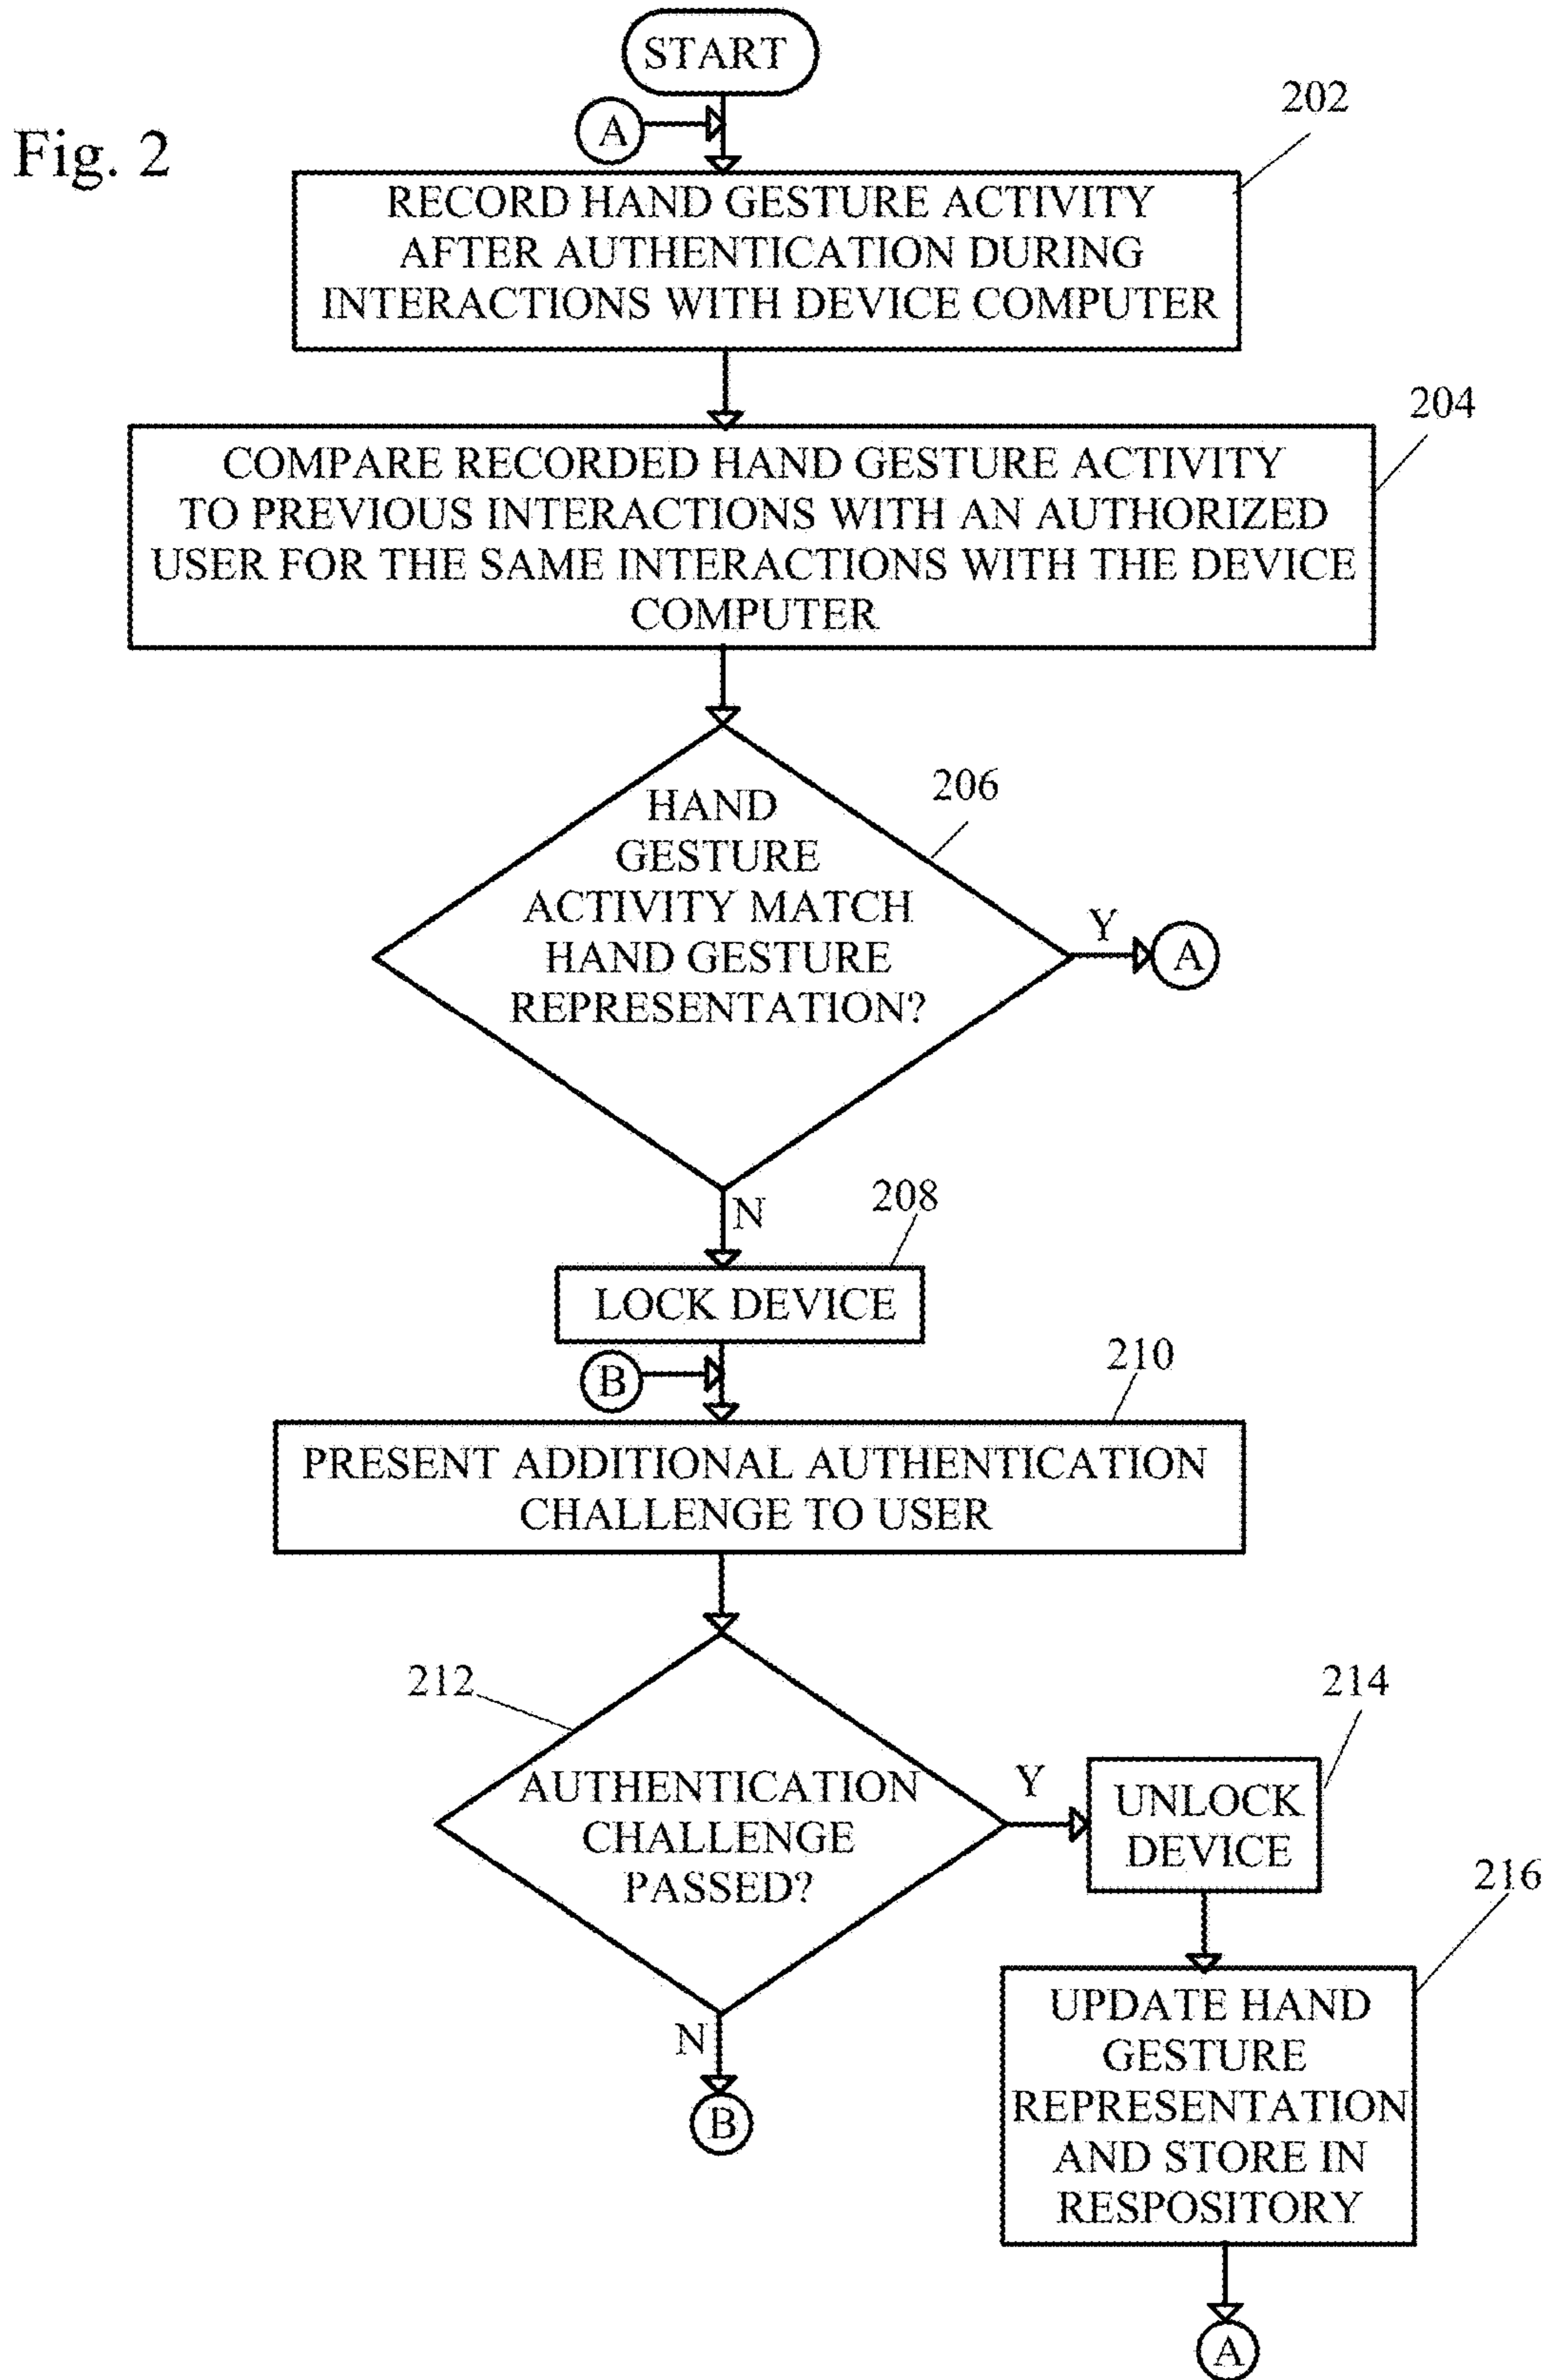 START
A
202
Fig. 2
RECORD HAND GESTURE ACTIVITY
AFTER AUTHENTICATION DURING
INTERACTIONS WITH DEVICE COMPUTER
204
COMPARE RECORDED HAND GESTURE ACTIVITY
TO PREVIOUS INTERACTIONS WITH AN AUTHORIZED
USER FOR THE SAME INTERACTIONS WITH THE DEVICE
COMPUTER
206
HAND
GESTURE
ACTIVITY MATCH
HAND GESTURE
REPRESENTATION?
Y
A
N
208
LOCK DEVICE
B
210
PRESENT ADDITIONAL AUTHENTICATION
CHALLENGE TO USER
212
AUTHENTICATION
CHALLENGE
PASSED?
Y
214
UNLOCK
DEVICE
216
UPDATE HAND
GESTURE
REPRESENTATION
AND STORE IN
RESPOSITORY
N
B
A